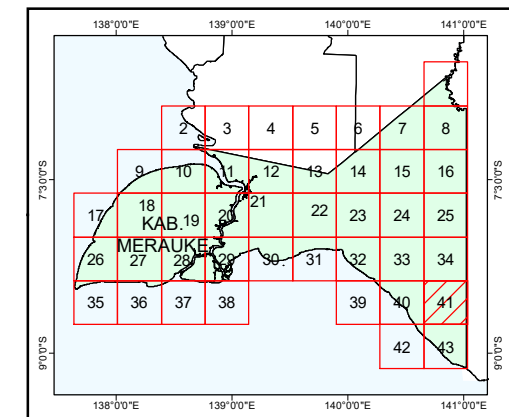 138°0'0"E 139°0'0"E 140°0'0"E 141°0'0"E
2 3 4 5 6 7 8
7°30'0"S 7°30'0"S
9 10 11 12 13 14 15 16
17 18 19 20 21 22 23 24 25
KAB.
MERAUKE
26 27 28 29 30 31 32 33 34
35 36 37 38 39 40 41
42 43
9°0'0"S 9°0'0"S
138°0'0"E 139°0'0"E 140°0'0"E 141°0'0"E